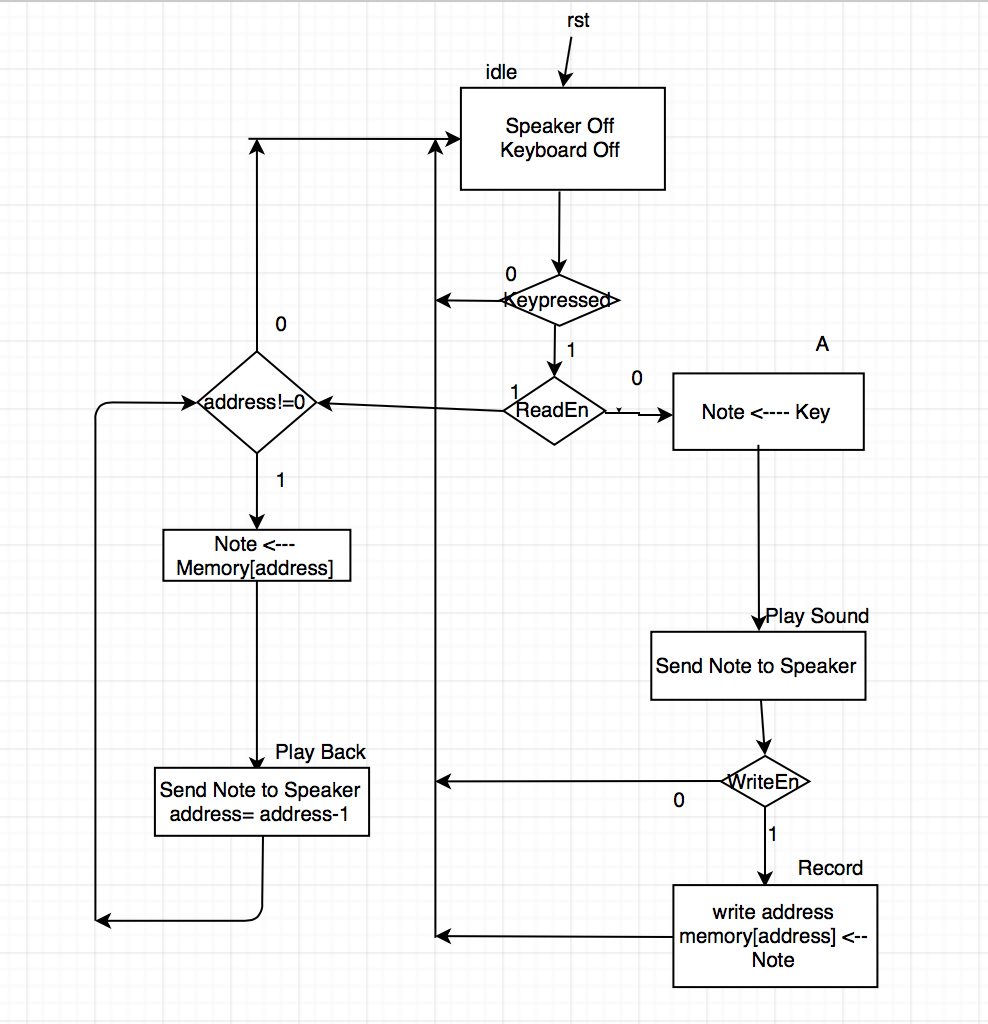 rst
idle
Speaker Off
Keyboard Off
0
Keypressed
1
0
A
address!=0
1
ReadEn
0
Note <---- Key
1
Note <---
Memory[address]
Play Sound
Send Note to Speaker
Play Back
Send Note to Speaker
address= address-1
WriteEn
0
1
Record
write address
memory[address] <--
Note